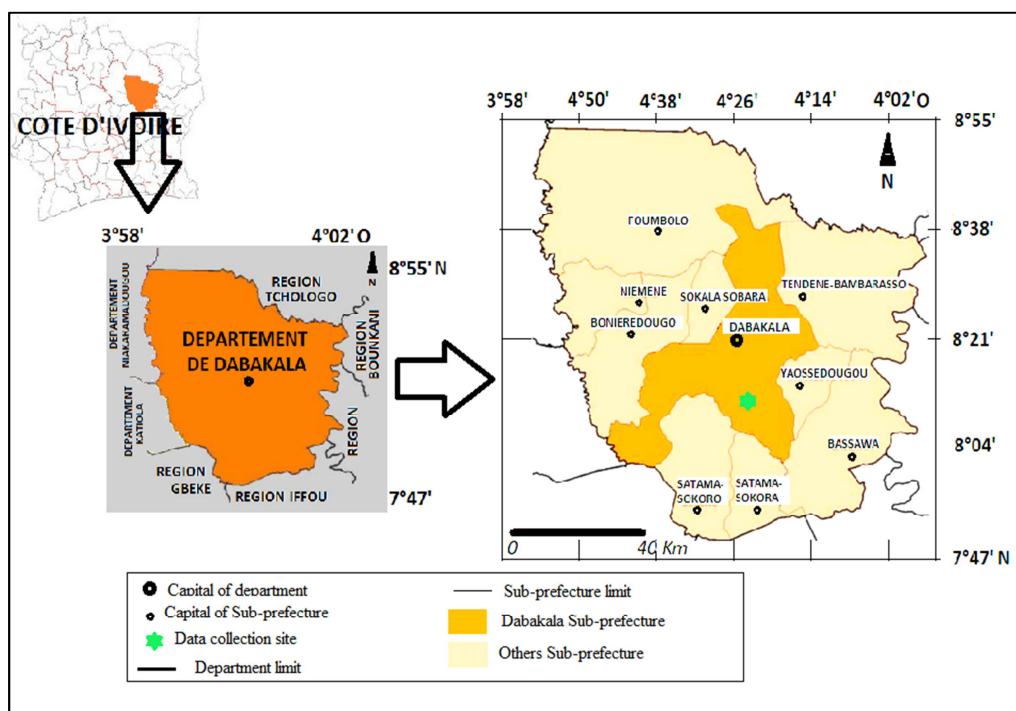 COTE D'IVOIRE
3°58'
4°02'O
8°55'N
7°47'
N
REGION
TCHOLOGO
DEPARTEMENT
NIAKAHAMADOUGOU
DEPARTEMENT
DE DABAKALA
REGION
BOUNKANI
DEPARTEMENT
KATIOLA
REGION
REGION
GBEKE
REGION IFFOU
3°58'
4°50'
4°38'
4°26'
4°14'
4°02'O
8°55'
8°38'
8°21'
8°04'
7°47'N
N
FOUMBOLO
TENDENE-BAMBARASSO
NIEMENE
SOKALA SOBARA
BONIEREDOUGO
DABAKALA
YAOSSEDOUGOU
BASSAWA
SATAMA-
SOKORO
SATAMA-
SOKORA
0
40 Km
Capital of department
Capital of Sub-prefecture
Data collection site
Department limit
Sub-prefecture limit
Dabakala Sub-prefecture
Others Sub-prefecture